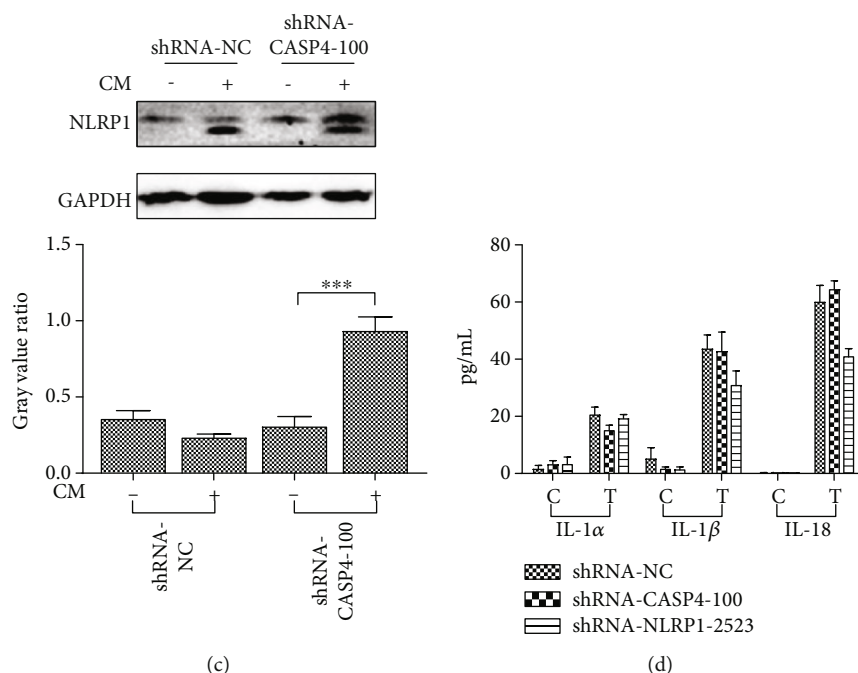 shRNA-NC
shRNA-
CASP4-100
CM - + - +
NLRP1
GAPDH
1.5
1.0
0.5
0.0
Gray value ratio
***
CM – + – +
shRNA-
NC
shRNA-
CASP4-100
(c)
80
60
40
20
0
pg/mL
C T C T C T
IL-1α IL-1β IL-18
shRNA-NC
shRNA-CASP4-100
shRNA-NLRP1-2523
(d)